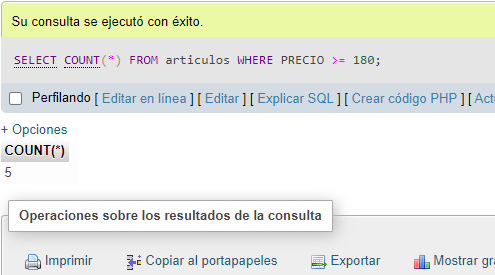 Su consulta se ejecutó con éxito.
SELECT COUNT(*) FROM articulos WHERE PRECIO >= 180;
Perfilando [ Editar en línea ] [ Editar ] [ Explicar SQL ] [ Crear código PHP ] [ Act
+ Opciones
COUNT(*)
5
Operaciones sobre los resultados de la consulta
Imprimir Copiar al portapapeles Exportar Mostrar grá